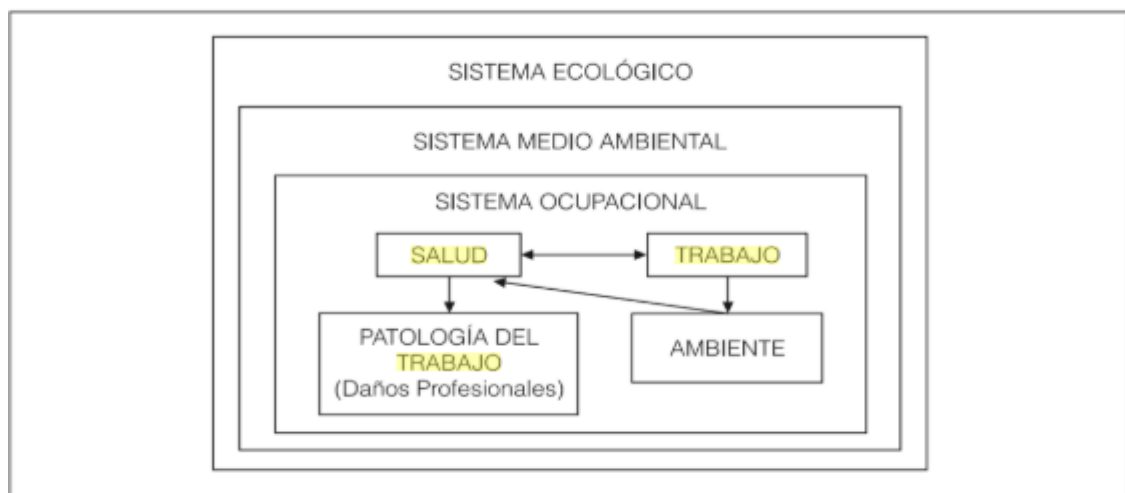 SISTEMA ECOLÓGICO
SISTEMA MEDIO AMBIENTAL
SISTEMA OCUPACIONAL
SALUD
TRABAJO
PATOLOGÍA DEL
TRABAJO
(Daños Profesionales)
AMBIENTE